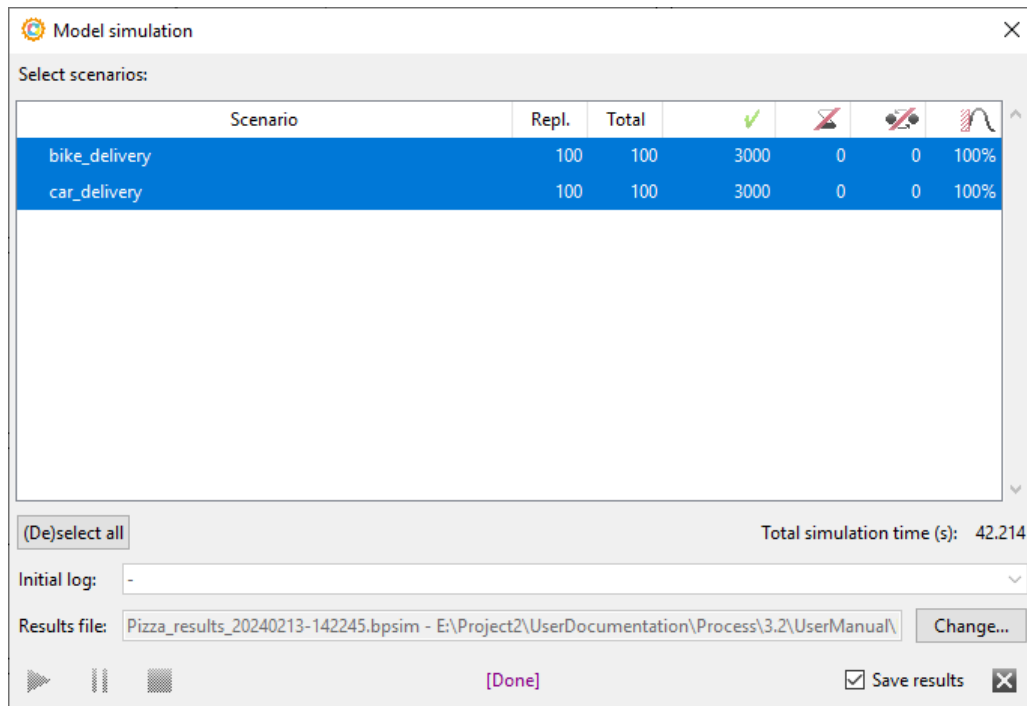 Model simulation
Select scenarios:
Scenario Repl. Total
bike_delivery 100 100 3000 0 0 100%
car_delivery 100 100 3000 0 0 100%
(De)select all Total simulation time (s): 42.214
Initial log: -
Results file: Pizza_results_20240213-142245.bpsim - E:\Project2\UserDocumentation\Process\3.2\UserManual\ Change...
[Done] Save results